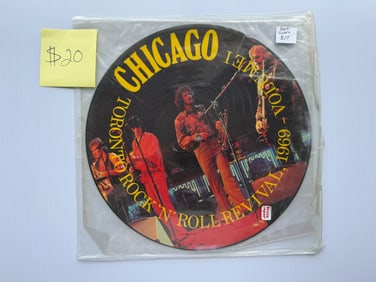 $20
CHICAGO
VOLUME I
TORONTO ROCK 'N' ROLL REVIVAL 1969 -